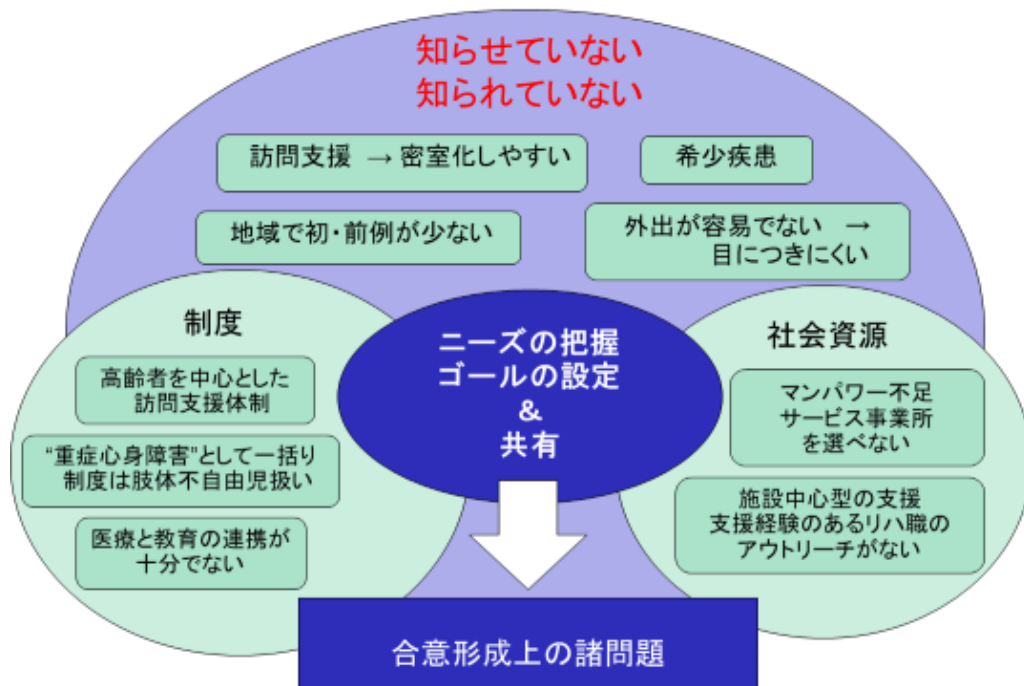 知らせていない
知られていない
訪問支援 → 密室化しやすい
希少疾患
地域で初・前例が少ない
外出が容易でない →
目につきにくい
制度
高齢者を中心とした
訪問支援体制
“重症心身障害”として一括り
制度は肢体不自由児扱い
医療と教育の連携が
十分でない
ニーズの把握
ゴールの設定
&
共有
社会資源
マンパワー不足
サービス事業所
を選べない
施設中心型の支援
支援経験のあるリハ職の
アウトリーチがない
合意形成上の諸問題